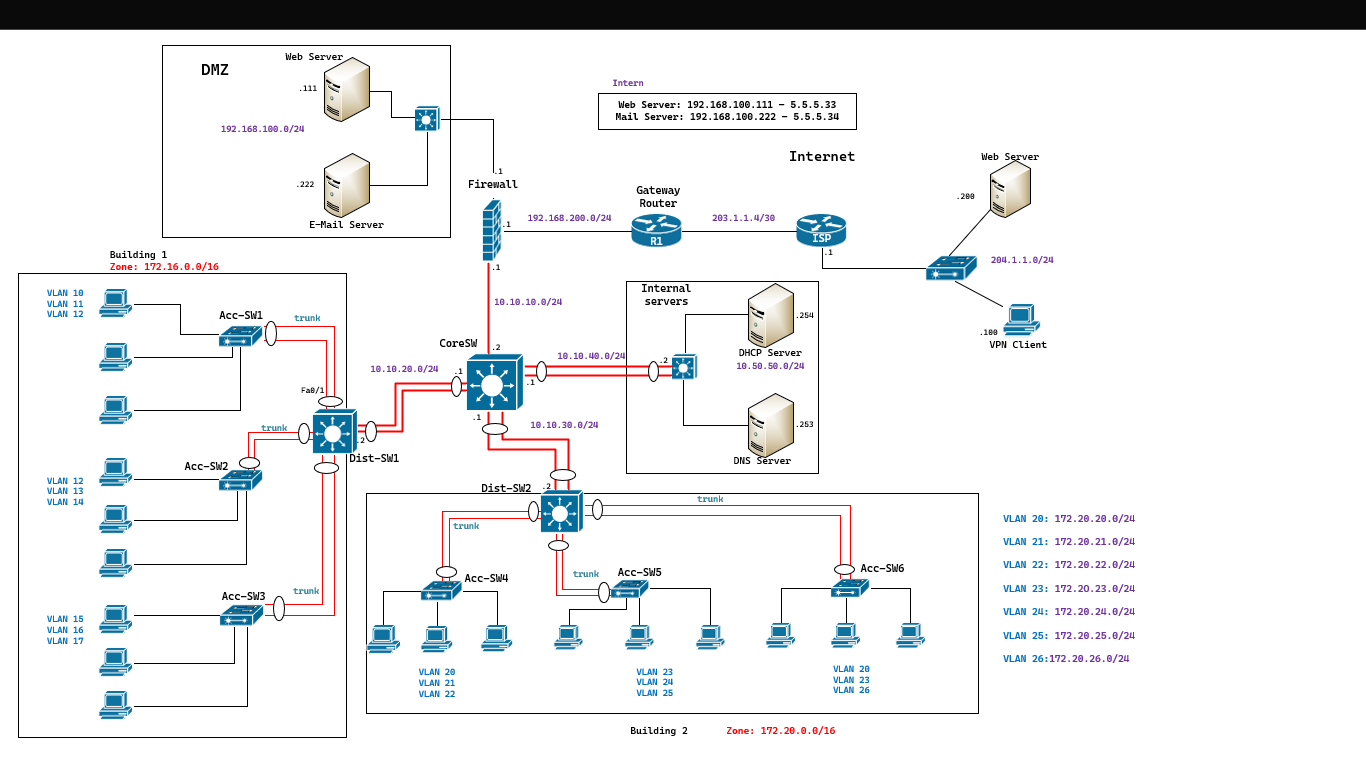 Web Server
DMZ
.111
192.168.100.0/24
.222
E-Mail Server
Intern
Web Server: 192.168.100.111 – 5.5.5.33
Mail Server: 192.168.100.222 – 5.5.5.34
Internet
.1
Firewall
.1
.1
192.168.200.0/24
Gateway
Router
R1
203.1.1.4/30
ISP
.1
Web Server
.200
204.1.1.0/24
.100
VPN Client
Building 1
Zone: 172.16.0.0/16
VLAN 10
VLAN 11
VLAN 12
Acc-SW1
trunk
Fa0/1
trunk
Acc-SW2
VLAN 12
VLAN 13
VLAN 14
Acc-SW3
trunk
VLAN 15
VLAN 16
VLAN 17
.2
Dist-SW1
10.10.20.0/24
10.10.10.0/24
CoreSW
.2
.1
.1
.1
10.10.40.0/24
10.10.30.0/24
Internal
servers
.2
.254
DHCP Server
10.50.50.0/24
.253
DNS Server
Dist-SW2
.2
trunk
trunk
trunk
Acc-SW4
Acc-SW5
Acc-SW6
VLAN 20
VLAN 21
VLAN 22
VLAN 23
VLAN 24
VLAN 25
VLAN 20
VLAN 23
VLAN 26
Building 2
Zone: 172.20.0.0/16
VLAN 20: 172.20.20.0/24
VLAN 21: 172.20.21.0/24
VLAN 22: 172.20.22.0/24
VLAN 23: 172.2O.23.0/24
VLAN 24: 172.20.24.0/24
VLAN 25: 172.20.25.0/24
VLAN 26:172.20.26.0/24